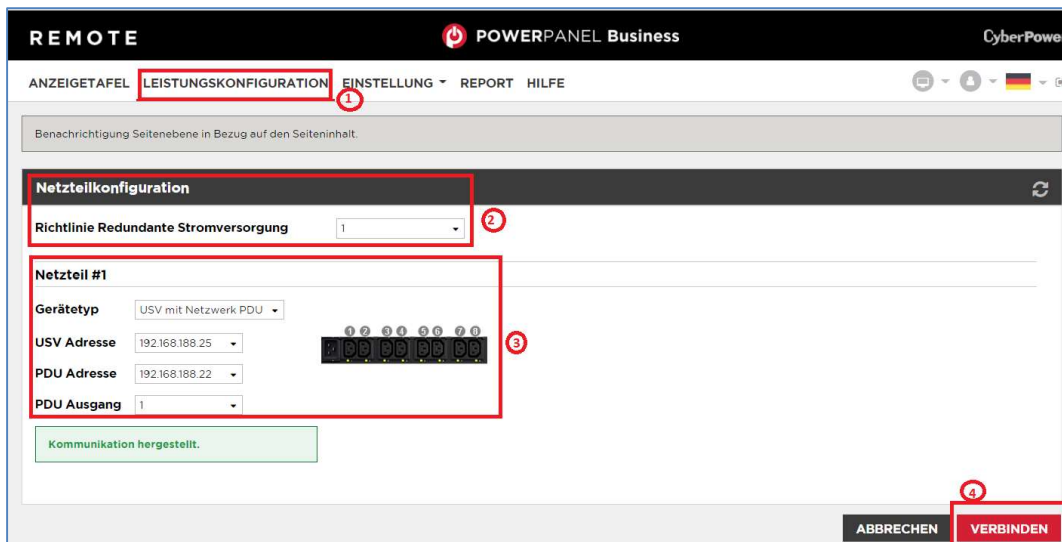 REMOTE POWERPANEL Business CyberPowe
ANZEIGETAFEL LEISTUNGSKONFIGURATION EINSTELLUNG REPORT HILFE
1
Benachrichtigung Seitenebene in Bezug auf den Seiteninhalt.
Netzteilkonfiguration
Richtlinie Redundante Stromversorgung 1
2
Netzteil #1
Gerätetyp USV mit Netzwerk PDU
1 2 3 4 5 6 7 8
USV Adresse 192.168.188.25
3
PDU Adresse 192.168.188.22
PDU Ausgang 1
Kommunikation hergestellt.
4
ABBRECHEN VERBINDEN